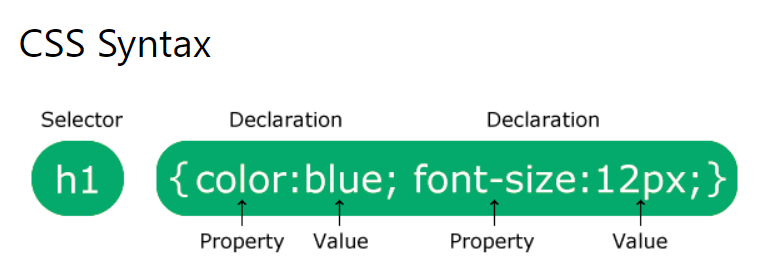 CSS Syntax
Selector Declaration Declaration
h1 {color:blue; font-size:12px;}
Property Value Property Value